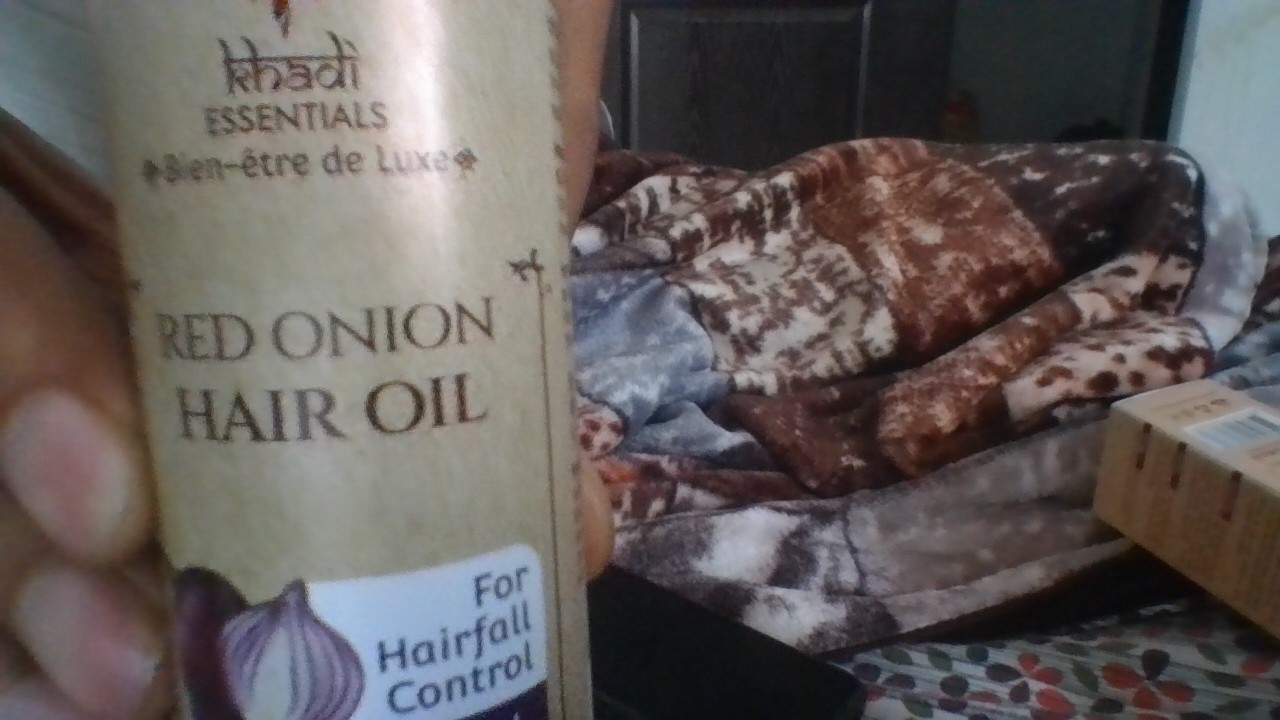 khadi
ESSENTIALS
Bien-être de Luxe
RED ONION
HAIR OIL
For
Hairfall
Control